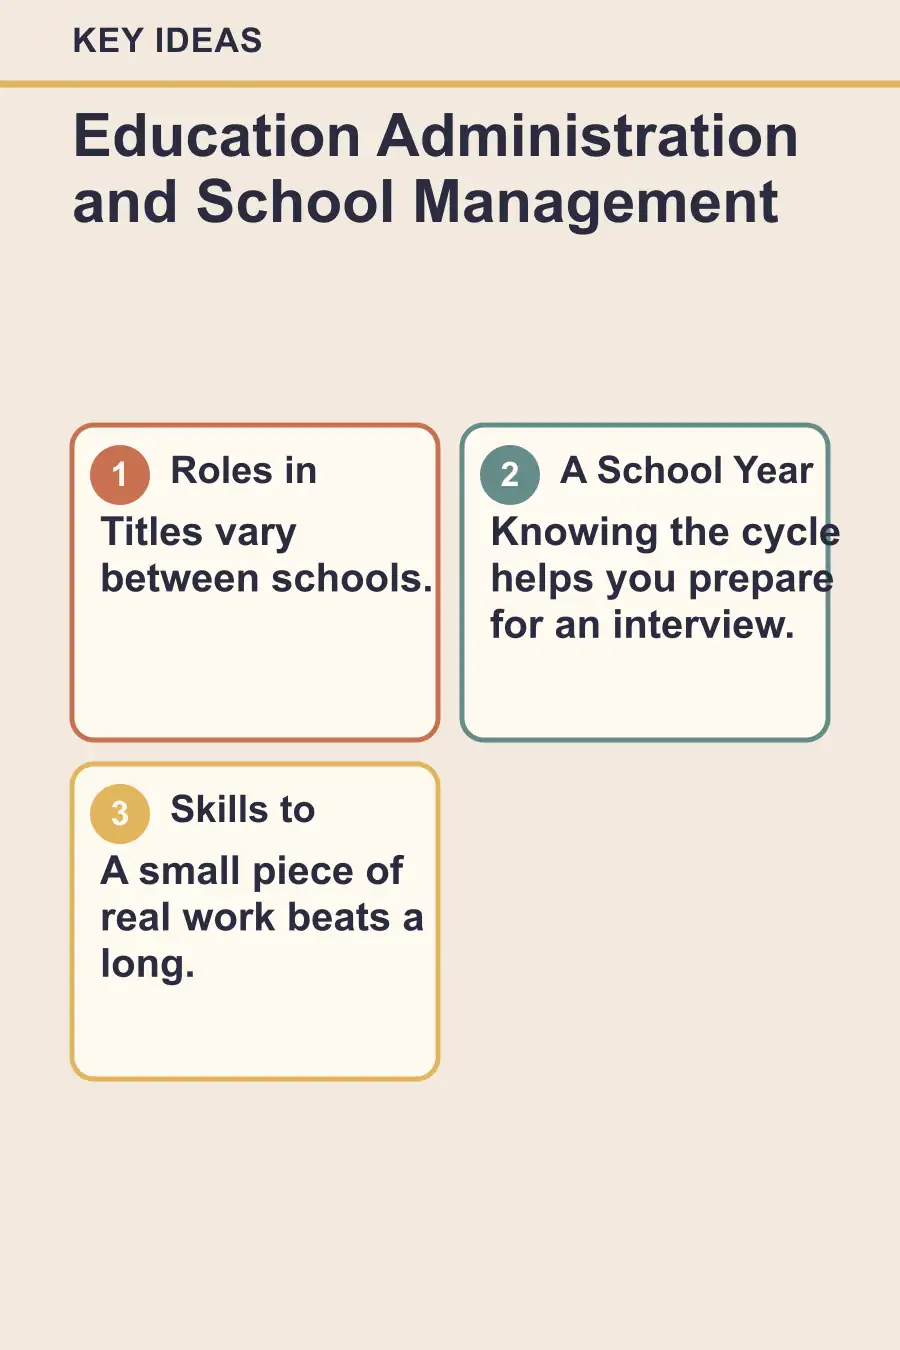 KEY IDEAS
Education Administration
and School Management
1 Roles in
Titles vary
between schools.
2 A School Year
Knowing the cycle
helps you prepare
for an interview.
3 Skills to
A small piece of
real work beats a
long.